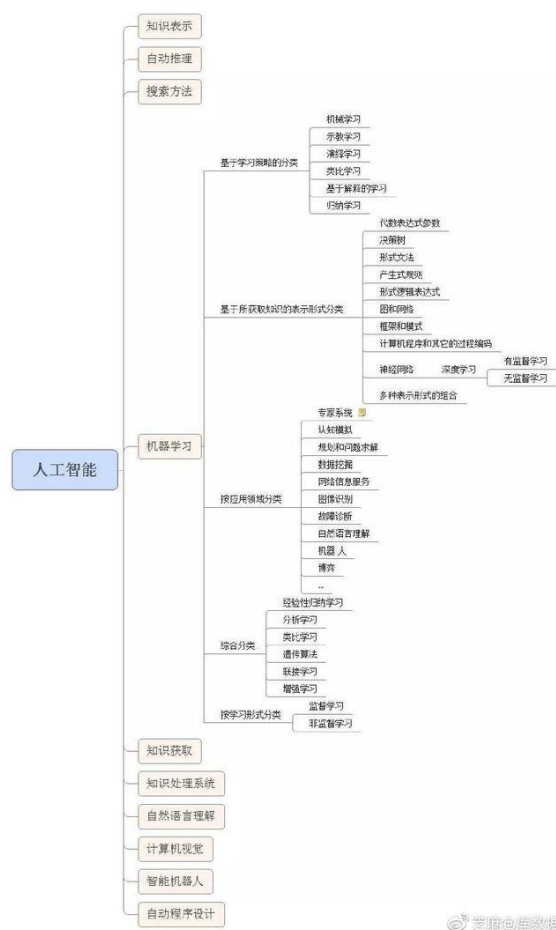 人工智能
知识表示
自动推理
搜索方法
机器学习
基于学习策略的分类
机械学习
示教学习
演绎学习
类比学习
基于解释的学习
归纳学习
基于所获取知识的表示形式分类
代数表达式参数
决策树
形式文法
产生式规则
形式逻辑表达式
图和网络
框架和模式
计算机程序和其它的过程编码
神经网络
深度学习
有监督学习
无监督学习
多种表示形式的组合
按应用领域分类
专家系统
认知模拟
规划和问题求解
数据挖掘
网络信息服务
图像识别
故障诊断
自然语言理解
机器 人
博弈
...
综合分类
经验性归纳学习
分析学习
类比学习
遗传算法
联接学习
增强学习
按学习形式分类
监督学习
非监督学习
知识获取
知识处理系统
自然语言理解
计算机视觉
智能机器人
自动程序设计